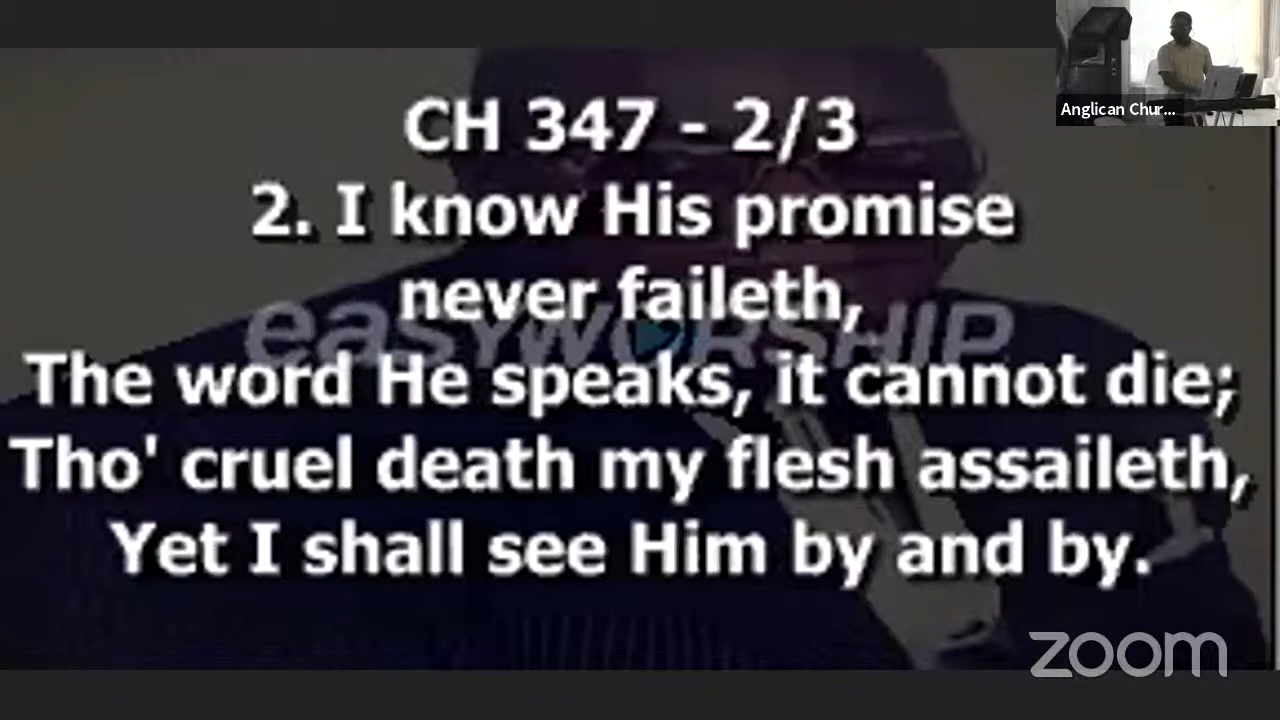 Anglican Chur...
CH 347 - 2/3
2. I know His promise
never faileth,
easyWORSHIP
The word He speaks, it cannot die;
Tho' cruel death my flesh assaileth,
Yet I shall see Him by and by.
zoom